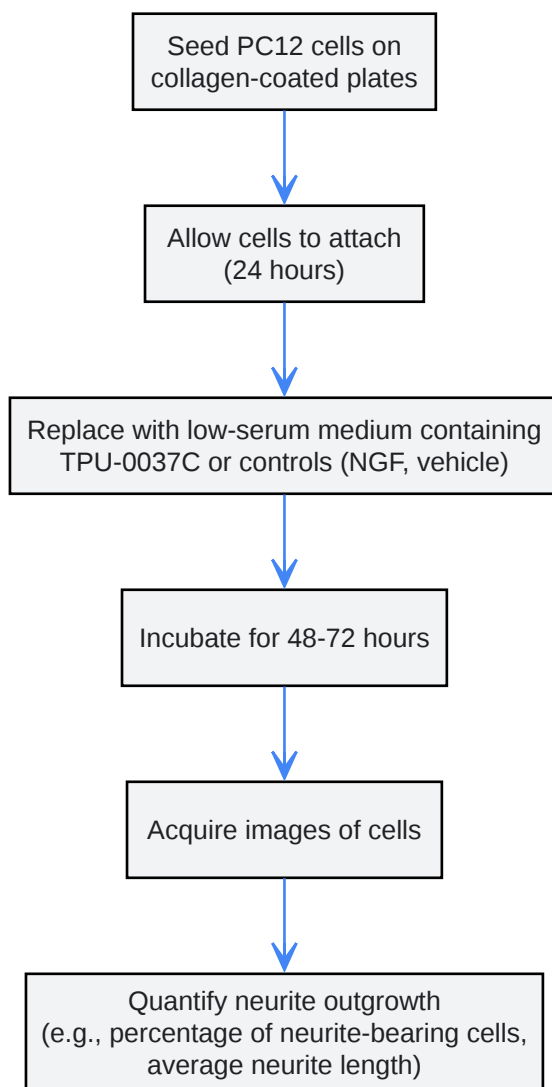 Seed PC12 cells on
collagen-coated plates
Allow cells to attach
(24 hours)
Replace with low-serum medium containing
TPU-0037C or controls (NGF, vehicle)
Incubate for 48-72 hours
Acquire images of cells
Quantify neurite outgrowth
(e.g., percentage of neurite-bearing cells,
average neurite length)